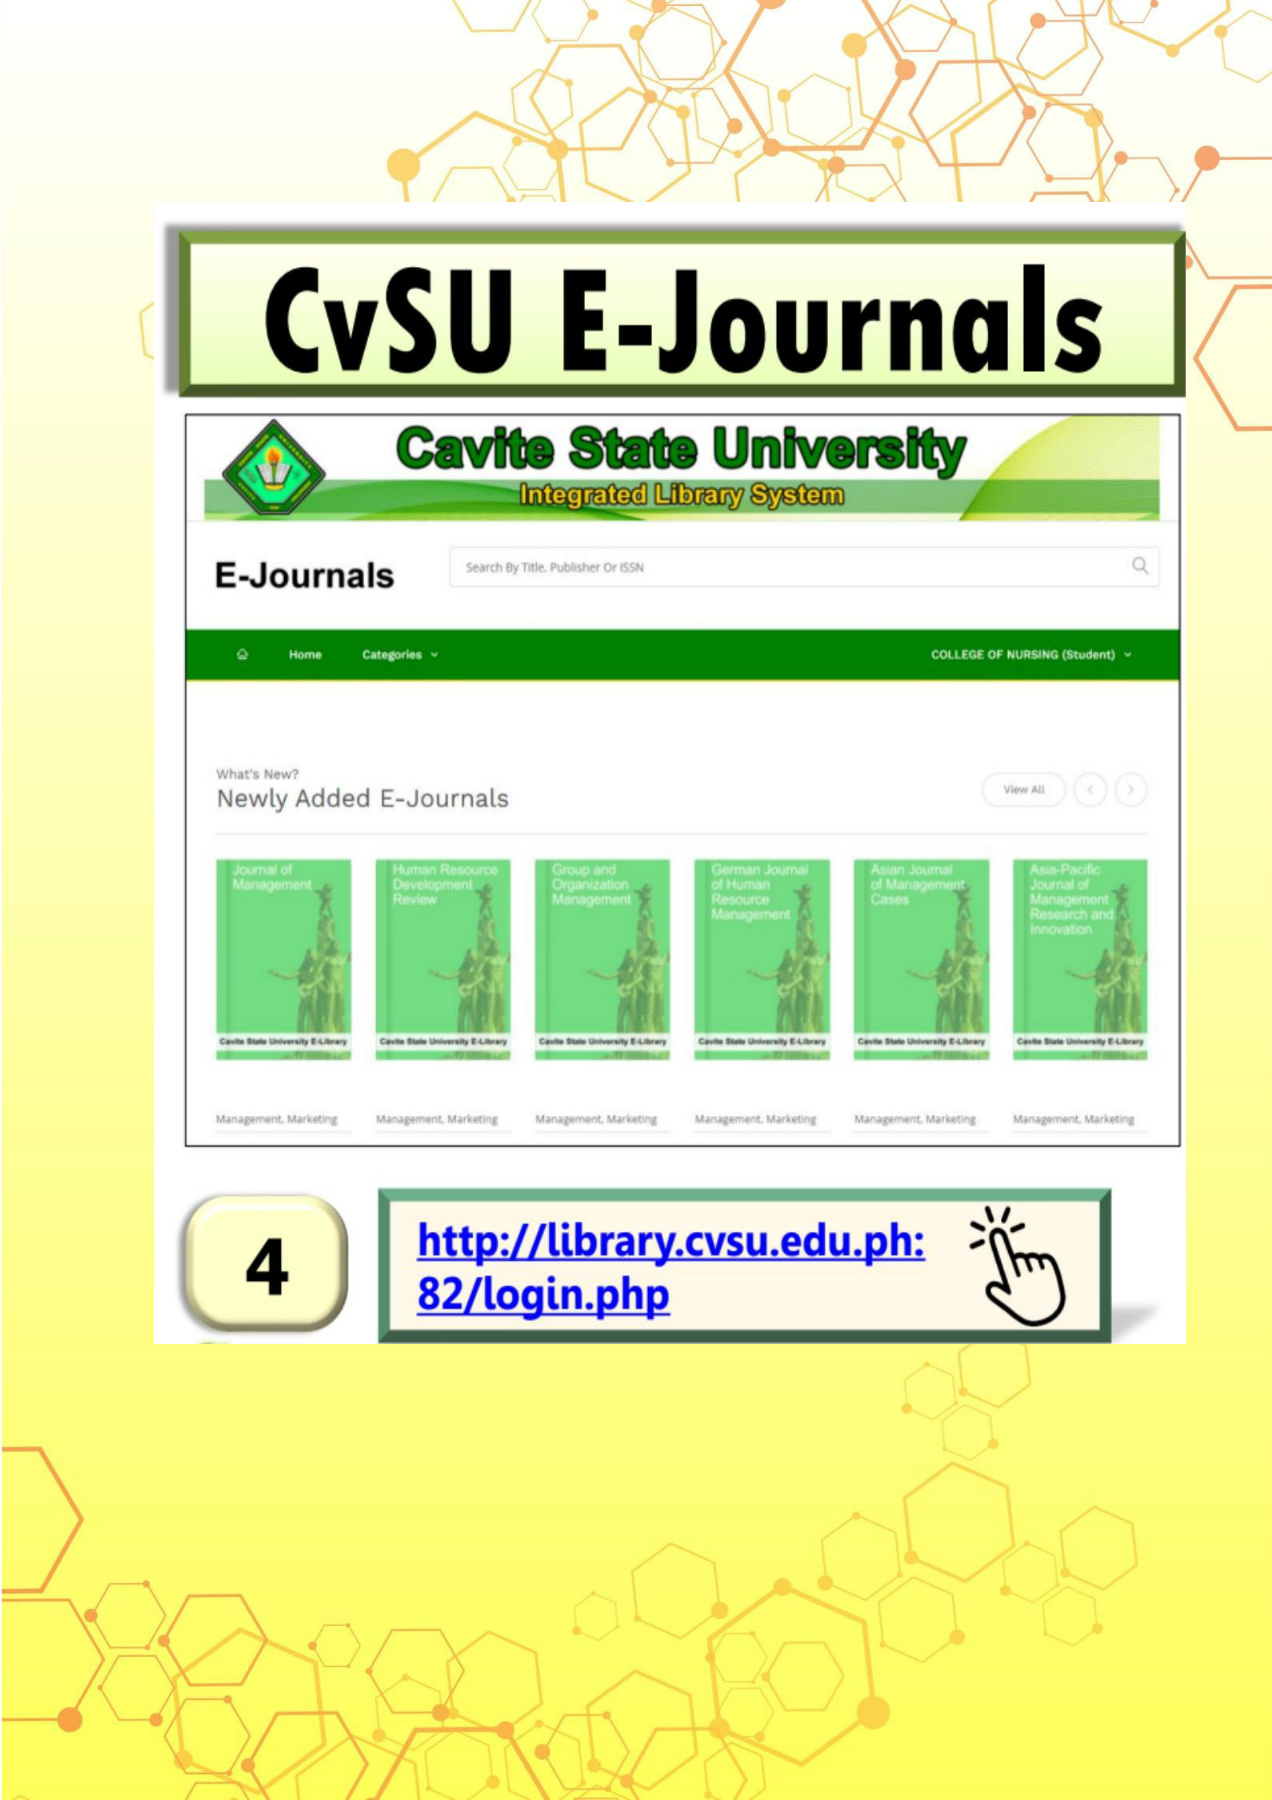 CvSU E-Journals
Cavite State University
Integrated Library System
E-Journals
Search By Title, Publisher Or ISSN
Home
Categories
COLLEGE OF NURSING (Student)
What's New?
Newly Added E-Journals
View All
Journal of
Management
Human Resource
Development
Review
Group and
Organization
Management
German Journal
of Human
Resource
Management
Asian Journal
of Management
Cases
Asia-Pacific
Journal of
Management
Research and
Innovation
Cavite State University E-Library
Cavite State University E-Library
Cavite State University E-Library
Cavite State University E-Library
Cavite State University E-Library
Cavite State University E-Library
Management, Marketing
Management, Marketing
Management, Marketing
Management, Marketing
Management, Marketing
Management, Marketing
4
http://library.cvsu.edu.ph:
82/login.php